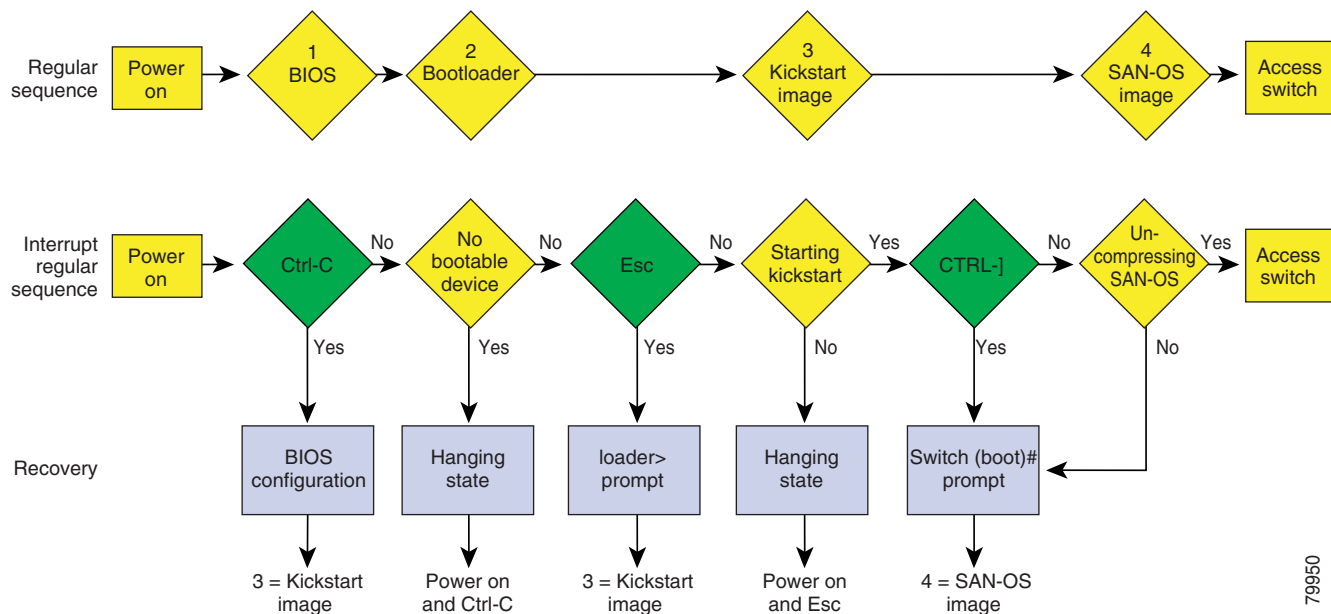 Regular
sequence
Power
on
1
BIOS
2
Bootloader
3
Kickstart
image
4
SAN-OS
image
Access
switch
Interrupt
regular
sequence
Power
on
Ctrl-C
No
No
bootable
device
No
Esc
No
Starting
kickstart
Yes
CTRL-]
No
Un-
compressing
SAN-OS
Yes
Access
switch
Yes
Yes
Yes
No
Yes
No
Recovery
BIOS
configuration
Hanging
state
loader>
prompt
Hanging
state
Switch (boot)#
prompt
3 = Kickstart
image
Power on
and Ctrl-C
3 = Kickstart
image
Power on
and Esc
4 = SAN-OS
image
79950